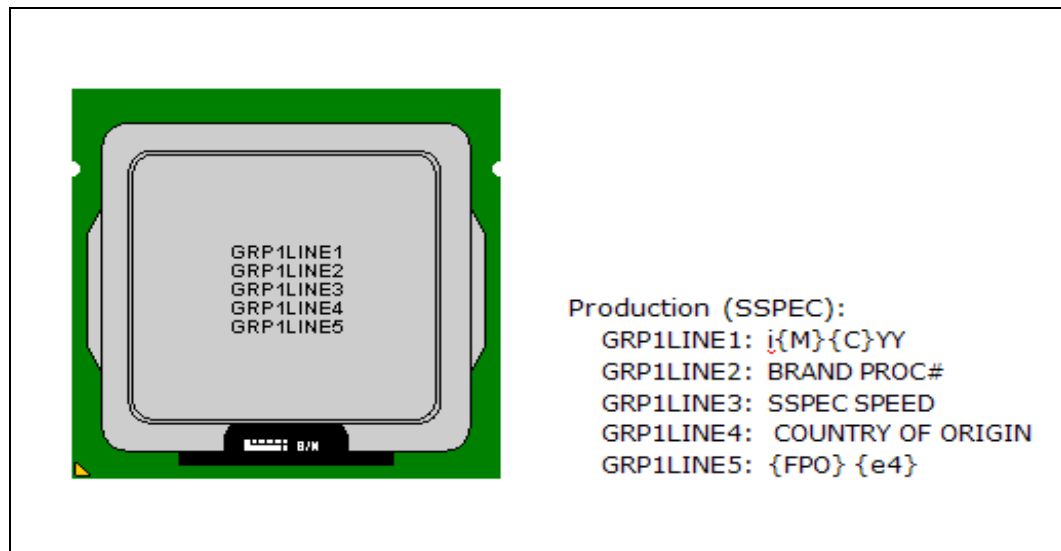 GRP1LINE1
GRP1LINE2
GRP1LINE3
GRP1LINE4
GRP1LINE5
S/N
Production (SSPEC):
GRP1LINE1: i{M}{C}YY
GRP1LINE2: BRAND PROC#
GRP1LINE3: SSPEC SPEED
GRP1LINE4: COUNTRY OF ORIGIN
GRP1LINE5: {FPO} {e4}